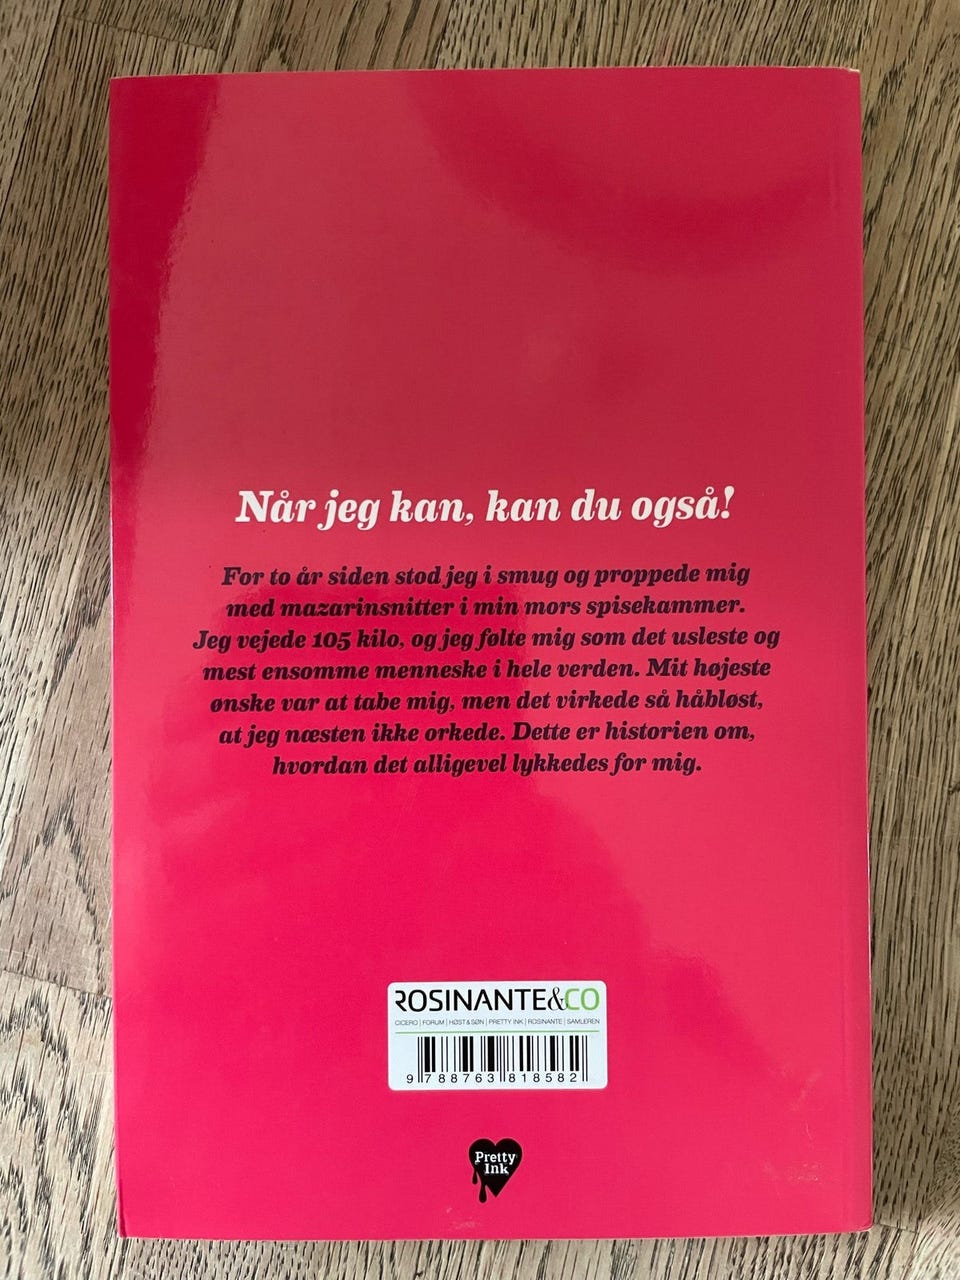 Når jeg kan, kan du også!
For to år siden stod jeg i smug og proppede mig
med mazarinsnitter i min mors spisekammer.
Jeg vejede 105 kilo, og jeg følte mig som det usleste og
mest ensomme menneske i hele verden. Mit højeste
ønske var at tabe mig, men det virkede så håbløst,
at jeg næsten ikke orkede. Dette er historien om,
hvordan det alligevel lykkedes for mig.
ROSINANTE&CO
CICERO | FORUM | HØST & SØN | PRETTY INK | ROSINANTE | SAMLEREN
9 788763 818582
Pretty
Ink